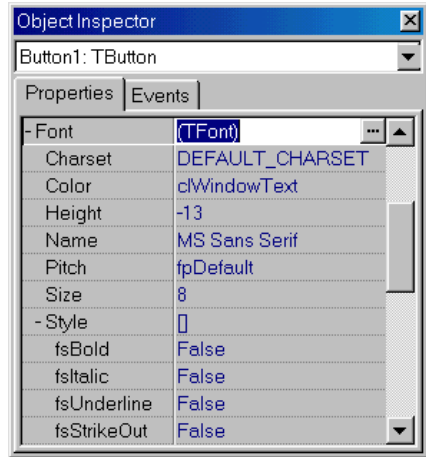 Object Inspector
Button1: TButton
Properties Events
-Font (TFont) ...
Charset DEFAULT_CHARSET
Color clWindowText
Height -13
Name MS Sans Serif
Pitch fpDefault
Size 8
-Style []
fsBold False
fsItalic False
fsUnderline False
fsStrikeOut False